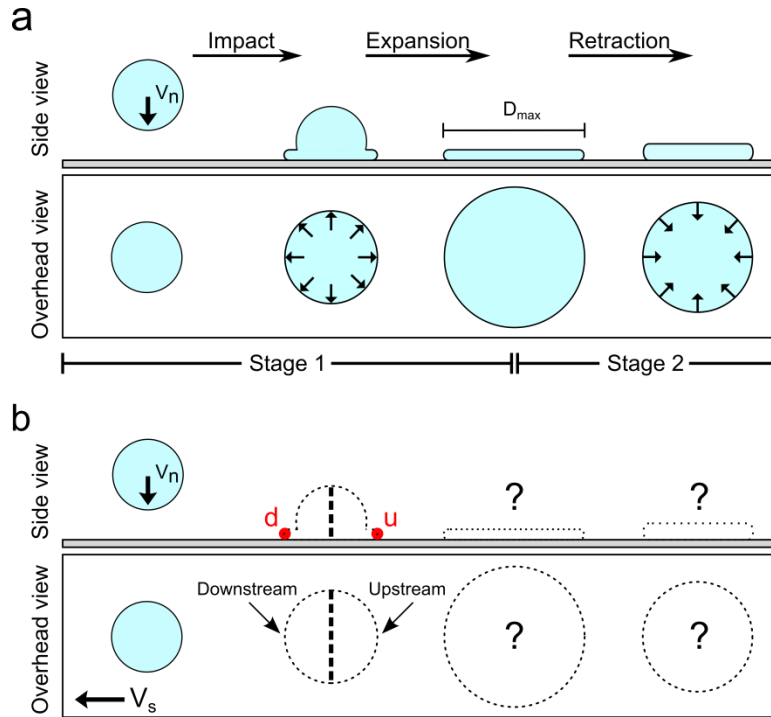 a
Impact
Expansion
Retraction
Side view
Vn
Dmax
Overhead view
Stage 1
Stage 2
b
Side view
Vn
d
u
?
?
Overhead view
Downstream
Upstream
?
?
Vs